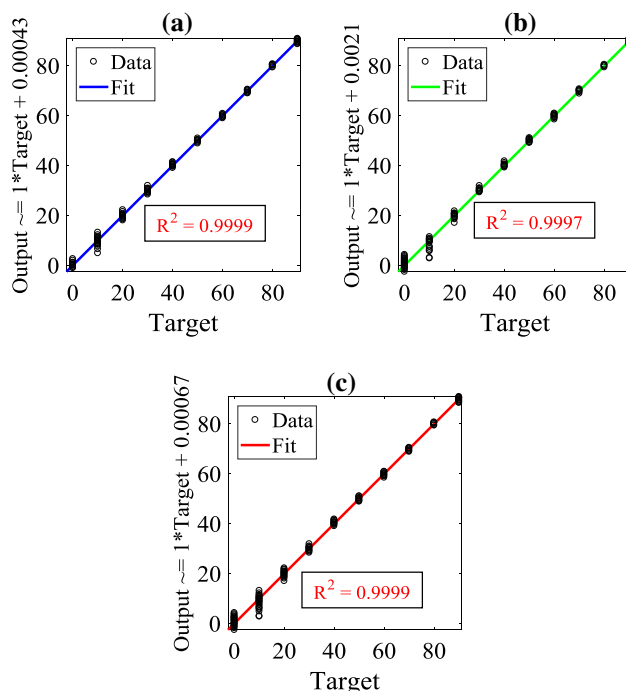 (a)
Output ~= 1*Target + 0.00043
80
60
40
20
0
Data
Fit
R² = 0.9999
0 20 40 60 80
Target
(b)
Output ~= 1*Target + 0.0021
80
60
40
20
0
Data
Fit
R² = 0.9997
0 20 40 60 80
Target
(c)
Output ~= 1*Target + 0.00067
80
60
40
20
0
Data
Fit
R² = 0.9999
0 20 40 60 80
Target